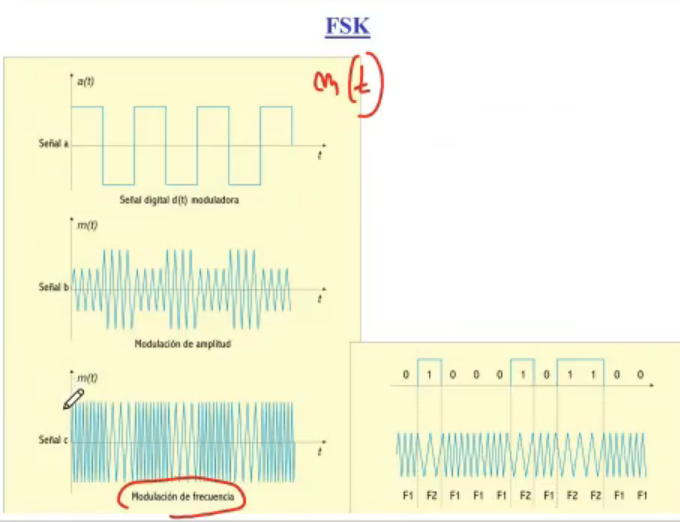 FSK
m(t)
a(t)
Señal a
t
Señal digital d(t) moduladora
m(t)
Señal b
t
Modulación de amplitud
m(t)
Señal c
t
Modulación de frecuencia
0 1 0 0 0 1 0 1 1 0 0
F1 F2 F1 F1 F1 F2 F1 F2 F2 F1 F1